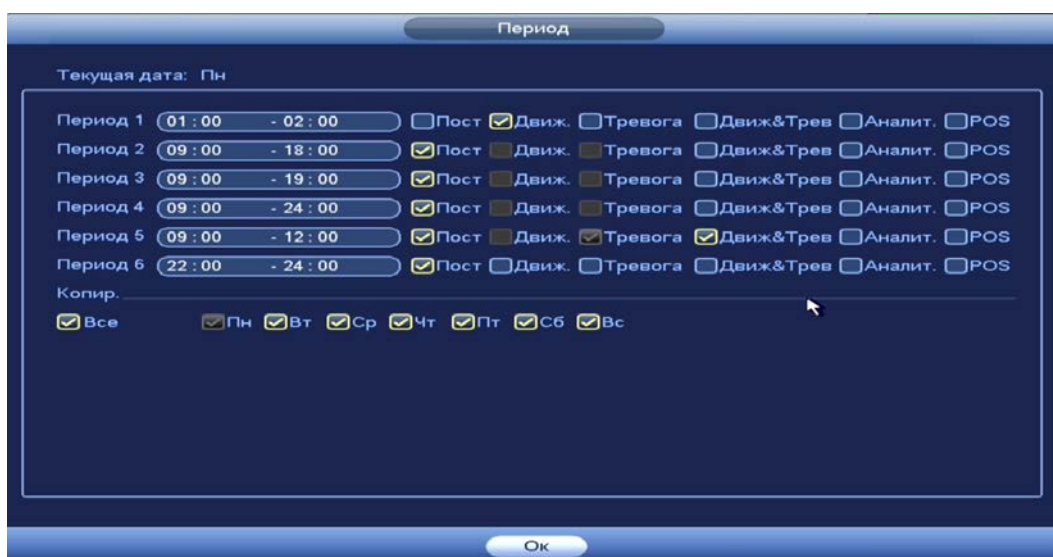 Период
Текущая дата: Пн
Период 1 01:00 - 02:00 Пост Движ. Тревога Движ&Трев Аналит. POS
Период 2 09:00 - 18:00 Пост Движ. Тревога Движ&Трев Аналит. POS
Период 3 09:00 - 19:00 Пост Движ. Тревога Движ&Трев Аналит. POS
Период 4 09:00 - 24:00 Пост Движ. Тревога Движ&Трев Аналит. POS
Период 5 09:00 - 12:00 Пост Движ. Тревога Движ&Трев Аналит. POS
Период 6 22:00 - 24:00 Пост Движ. Тревога Движ&Трев Аналит. POS
Копир.
Все Пн Вт Ср Чт Пт Сб Вс
Ок